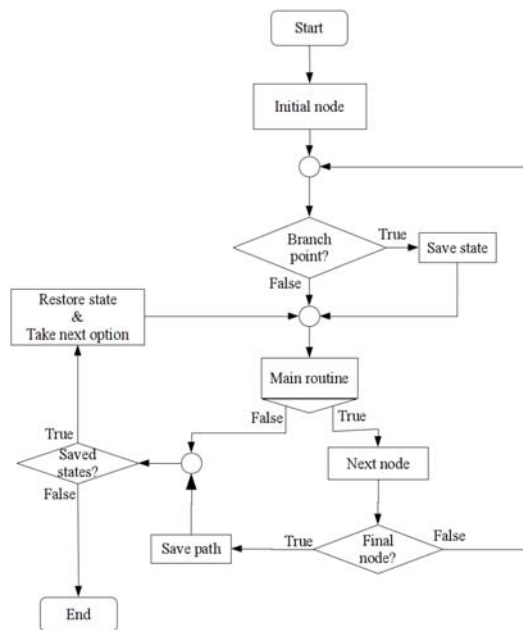 Start
Initial node
Branch
point?
True
Save state
False
Restore state
&
Take next option
Main routine
False
True
True
Saved
states?
Next node
False
Save path
True
Final
node?
False
End